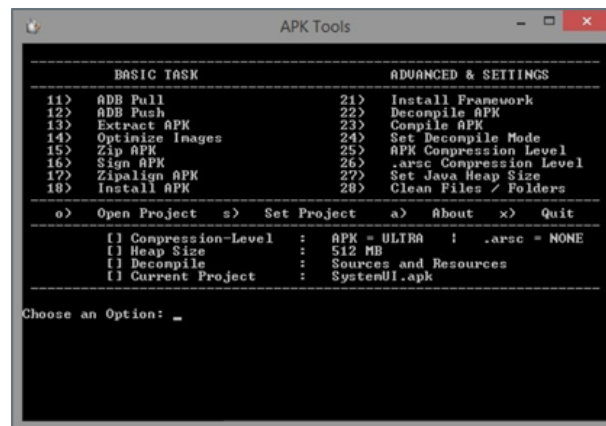 APK Tools
BASIC TASK ADVANCED & SETTINGS
11> ADB Pull 21> Install Framework
12> ADB Push 22> Decompile APK
13> Extract APK 23> Compile APK
14> Optimize Images 24> Set Decompile Mode
15> Zip APK 25> APK Compression Level
16> Sign APK 26> .arsc Compression Level
17> Zipalign APK 27> Set Java Heap Size
18> Install APK 28> Clean Files / Folders
o> Open Project s> Set Project a> About x> Quit
[] Compression-Level : APK = ULTRA | .arsc = NONE
[] Heap Size : 512 MB
[] Decompile : Sources and Resources
[] Current Project : SystemUI.apk
Choose an Option: _